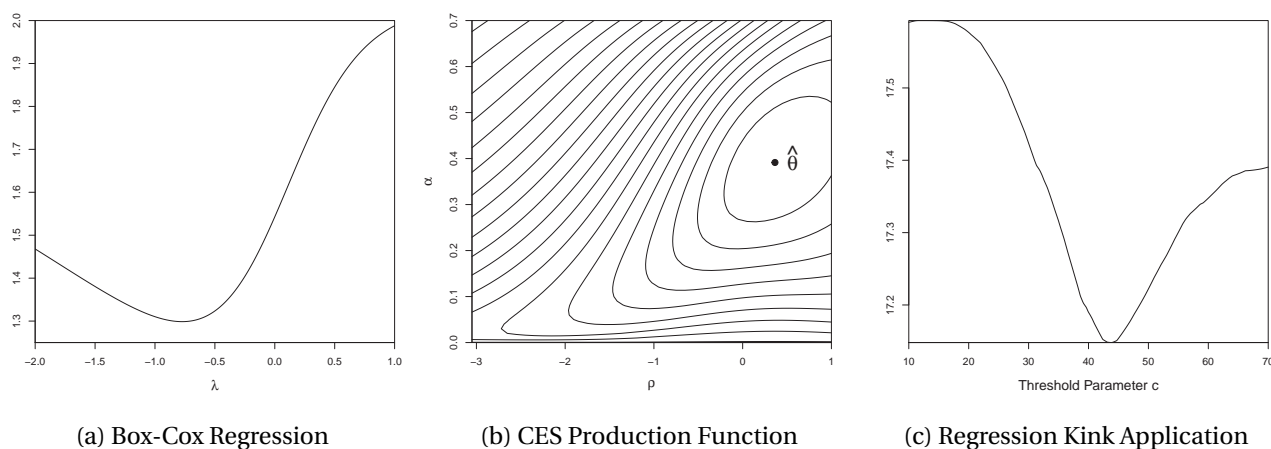 2.0
1.9
1.8
1.7
1.6
1.5
1.4
1.3
−2.0 −1.5 −1.0 −0.5 0.0 0.5 1.0
λ
(a) Box-Cox Regression
0.7
0.6
0.5
0.4
0.3
0.2
0.1
0.0
α
θ̂
−3 −2 −1 0 1
ρ
(b) CES Production Function
17.5
17.4
17.3
17.2
10 20 30 40 50 60 70
Threshold Parameter c
(c) Regression Kink Application